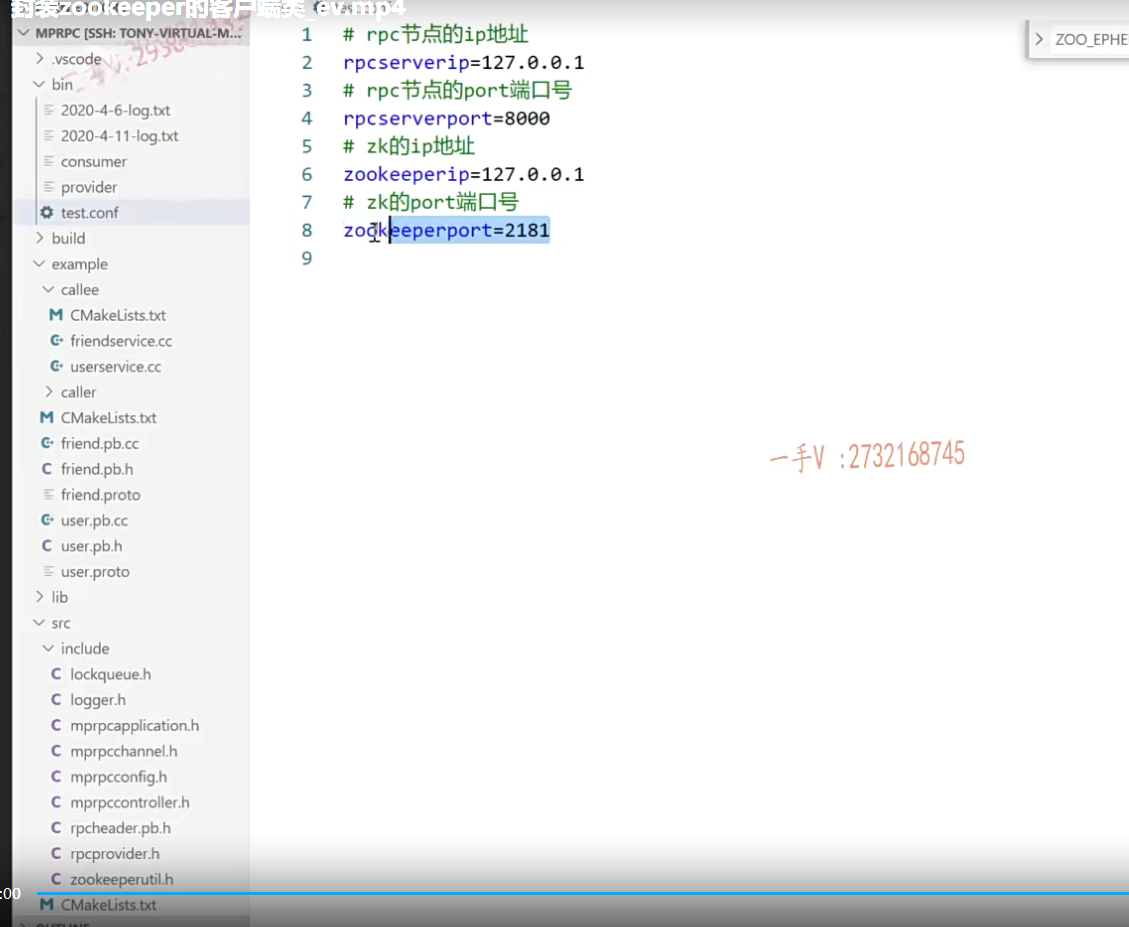 封装zookeeper的客户端类_ev.mp4
MPRPC [SSH: TONY-VIRTUAL-M...
.vscode
bin
2020-4-6-log.txt
2020-4-11-log.txt
consumer
provider
test.conf
build
example
callee
CMakeLists.txt
friendservice.cc
userservice.cc
caller
CMakeLists.txt
friend.pb.cc
friend.pb.h
friend.proto
user.pb.cc
user.pb.h
user.proto
lib
src
include
lockqueue.h
logger.h
mprpcapplication.h
mprpcchannel.h
mprpcconfig.h
mprpccontroller.h
rpcheader.pb.h
rpcprovider.h
zookeeperutil.h
CMakeLists.txt
OUTLINE
:00
1 # rpc节点的ip地址
2 rpcserverip=127.0.0.1
3 # rpc节点的port端口号
4 rpcserverport=8000
5 # zk的ip地址
6 zookeeperip=127.0.0.1
7 # zk的port端口号
8 zookeeperport=2181
9
ZOO_EPHE
一手V :2732168745